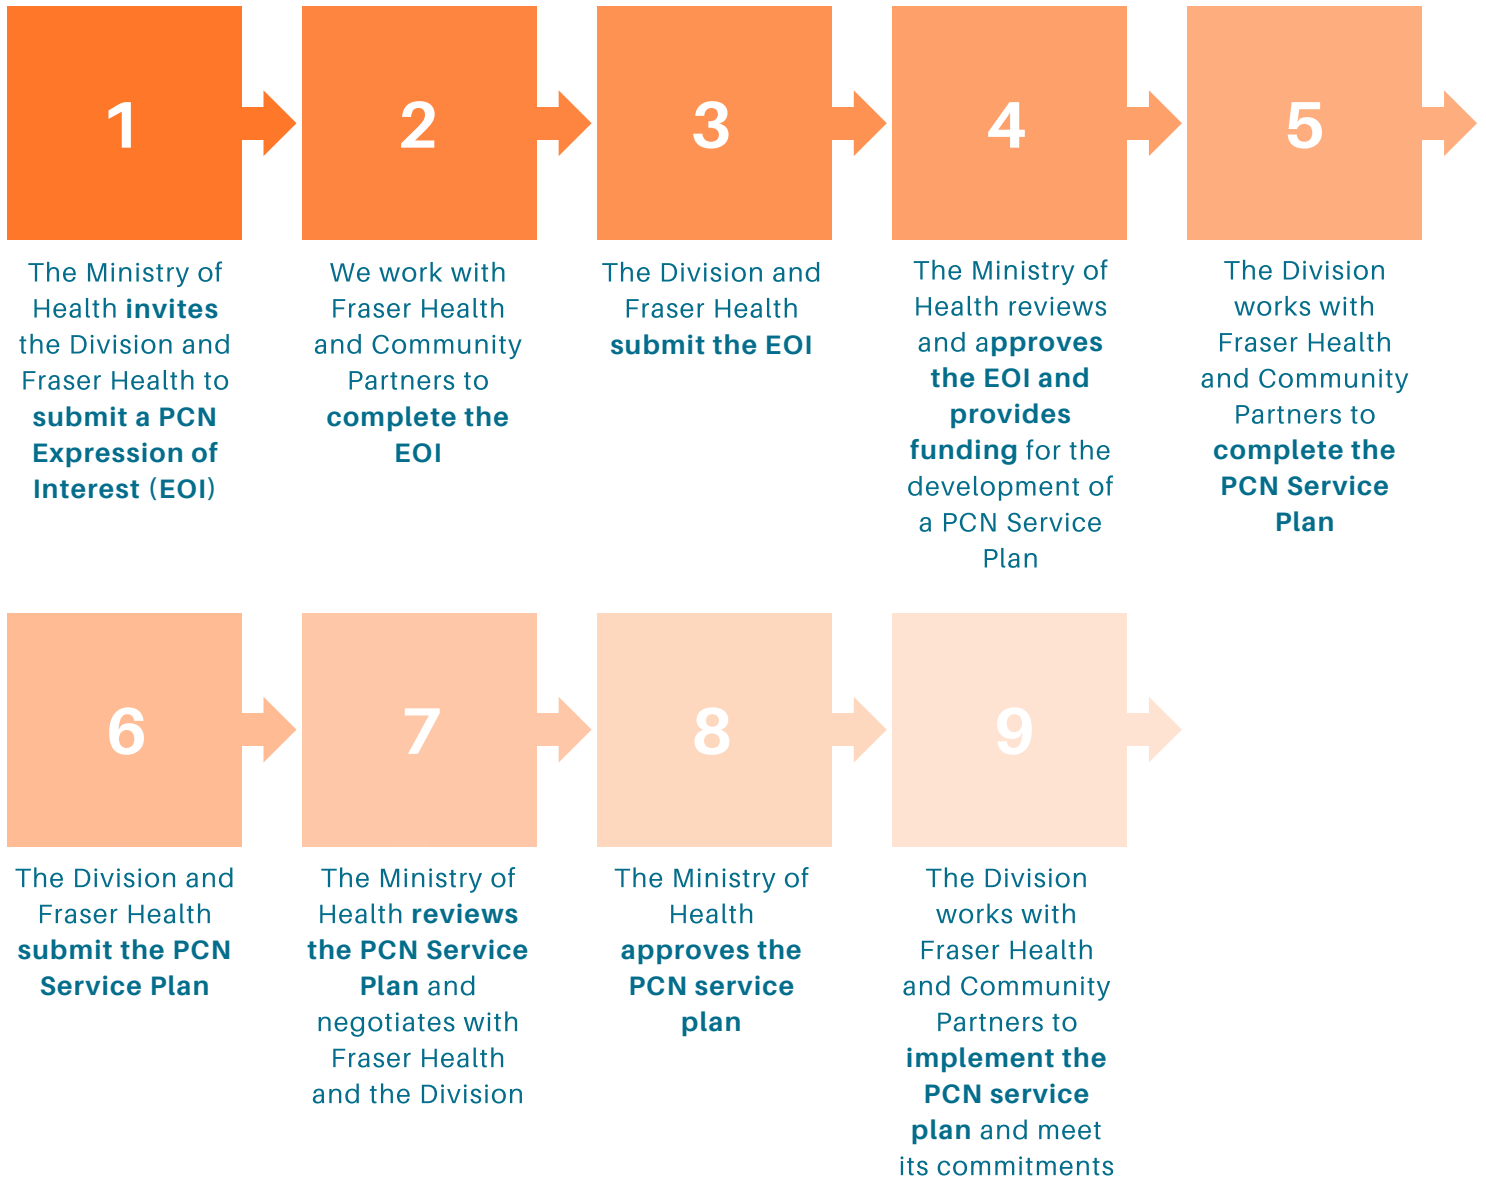 1
The Ministry of
Health invites
the Division and
Fraser Health to
submit a PCN
Expression of
Interest (EOI)
2
We work with
Fraser Health
and Community
Partners to
complete the
EOI
3
The Division and
Fraser Health
submit the EOI
4
The Ministry of
Health reviews
and approves
the EOI and
provides
funding for the
development of
a PCN Service
Plan
5
The Division
works with
Fraser Health
and Community
Partners to
complete the
PCN Service
Plan
6
The Division and
Fraser Health
submit the PCN
Service Plan
7
The Ministry of
Health reviews
the PCN Service
Plan and
negotiates with
Fraser Health
and the Division
8
The Ministry of
Health
approves the
PCN service
plan
9
The Division
works with
Fraser Health
and Community
Partners to
implement the
PCN service
plan and meet
its commitments